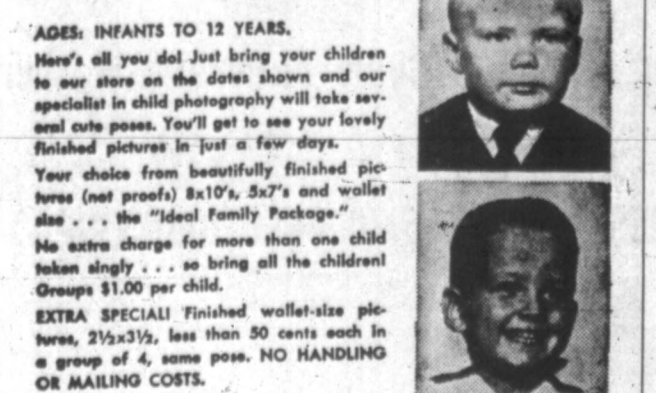 AGES: INFANTS TO 12 YEARS.
Here's all you do! Just bring your children
to our store on the dates shown and our
specialist in child photography will take sev-
eral cute poses. You'll get to see your lovely
finished pictures in just a few days.
Your choice from beautifully finished pic-
tures (not proofs) 8x10's, 5x7's and wallet
size . . . the "Ideal Family Package."
No extra charge for more than one child
taken singly . . . so bring all the children!
Groups $1.00 per child.
EXTRA SPECIAL! Finished wallet-size pic-
tures, 2½x3½, less than 50 cents each in
a group of 4, same pose. NO HANDLING
OR MAILING COSTS.